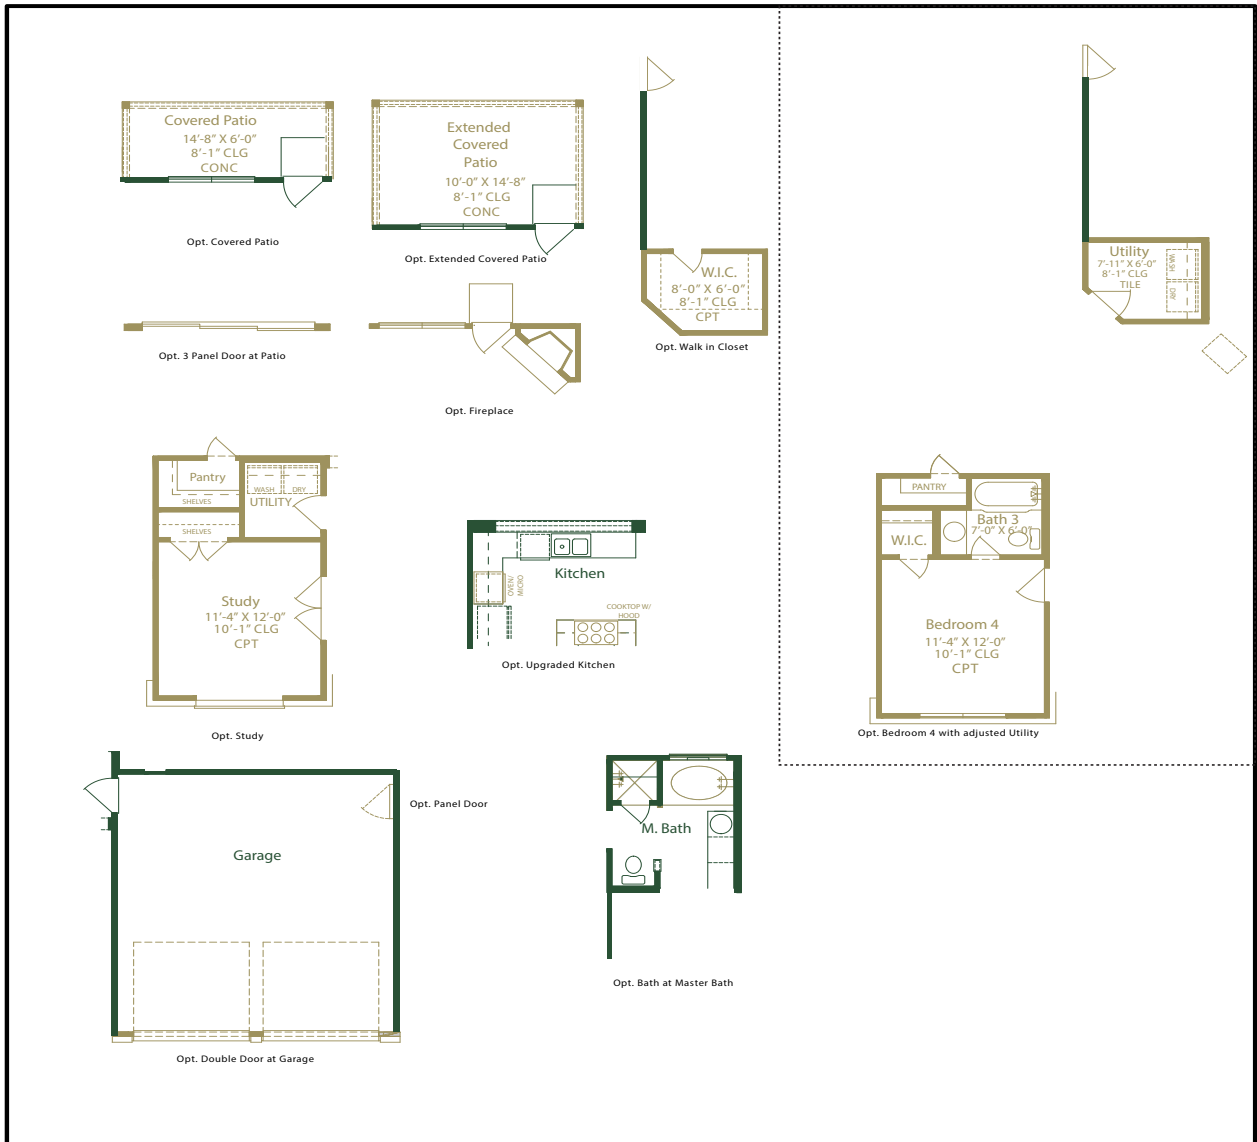 Covered Patio
14'-8" X 6'-0"
8'-1" CLG
CONC
Opt. Covered Patio
Extended
Covered
Patio
10'-0" X 14'-8"
8'-1" CLG
CONC
Opt. Extended Covered Patio
W.I.C.
8'-0" X 6'-0"
8'-1" CLG
CPT
Opt. Walk in Closet
Utility
7'-11" X 6'-0"
8'-1" CLG
TILE
WASH
DRY
Opt. 3 Panel Door at Patio
Opt. Fireplace
Pantry
SHELVES
WASH
DRY
UTILITY
SHELVES
Study
11'-4" X 12'-0"
10'-1" CLG
CPT
Opt. Study
Kitchen
OVEN/
MICRO
COOKTOP W/
HOOD
Opt. Upgraded Kitchen
PANTRY
Bath 3
7'-0" X 6'-0"
W.I.C.
Bedroom 4
11'-4" X 12'-0"
10'-1" CLG
CPT
Opt. Bedroom 4 with adjusted Utility
Opt. Panel Door
Garage
Opt. Double Door at Garage
M. Bath
Opt. Bath at Master Bath